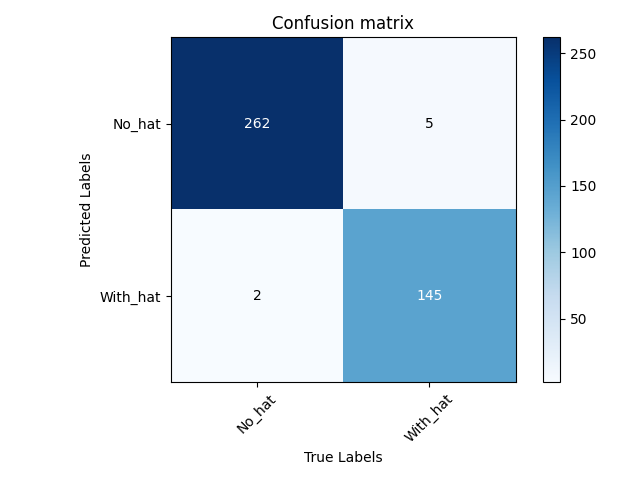 Confusion matrix
No_hat
262
5
With_hat
2
145
Predicted Labels
No_hat
With_hat
True Labels
250
200
150
100
50